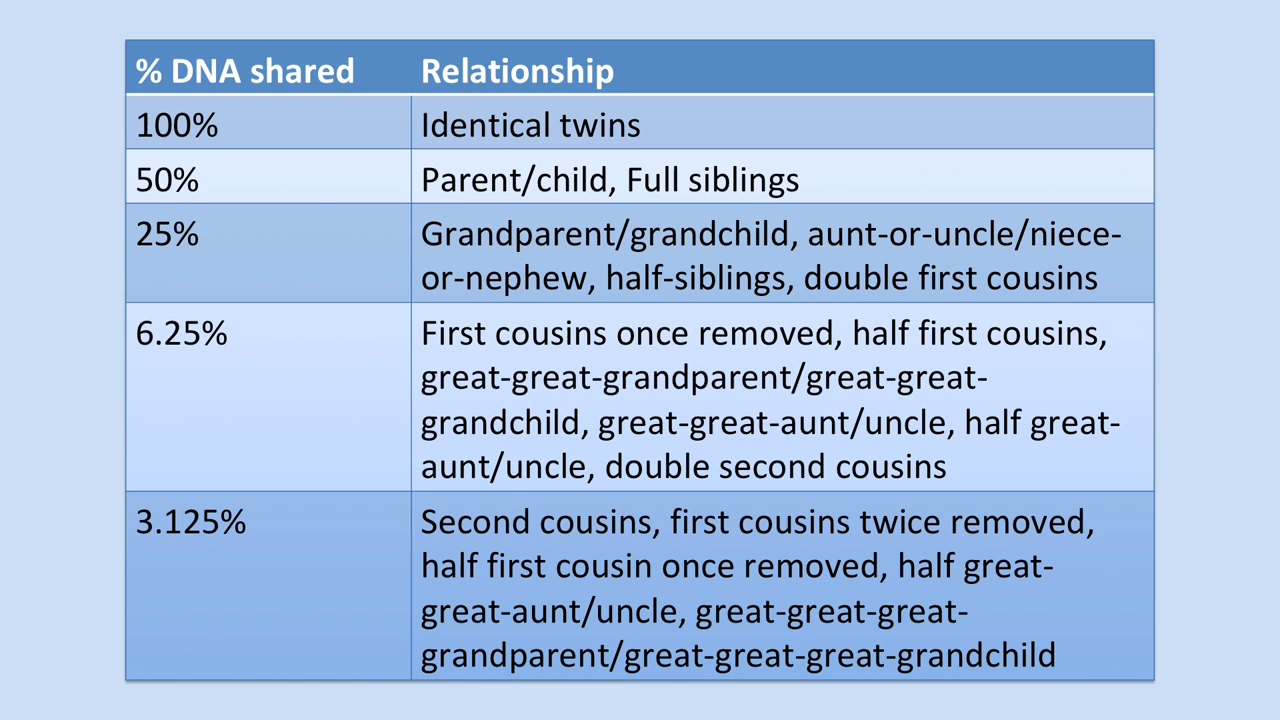 % DNA shared Relationship
100% Identical twins
50% Parent/child, Full siblings
25% Grandparent/grandchild, aunt-or-uncle/niece-
or-nephew, half-siblings, double first cousins
6.25% First cousins once removed, half first cousins,
great-great-grandparent/great-great-
grandchild, great-great-aunt/uncle, half great-
aunt/uncle, double second cousins
3.125% Second cousins, first cousins twice removed,
half first cousin once removed, half great-
great-aunt/uncle, great-great-great-
grandparent/great-great-great-grandchild